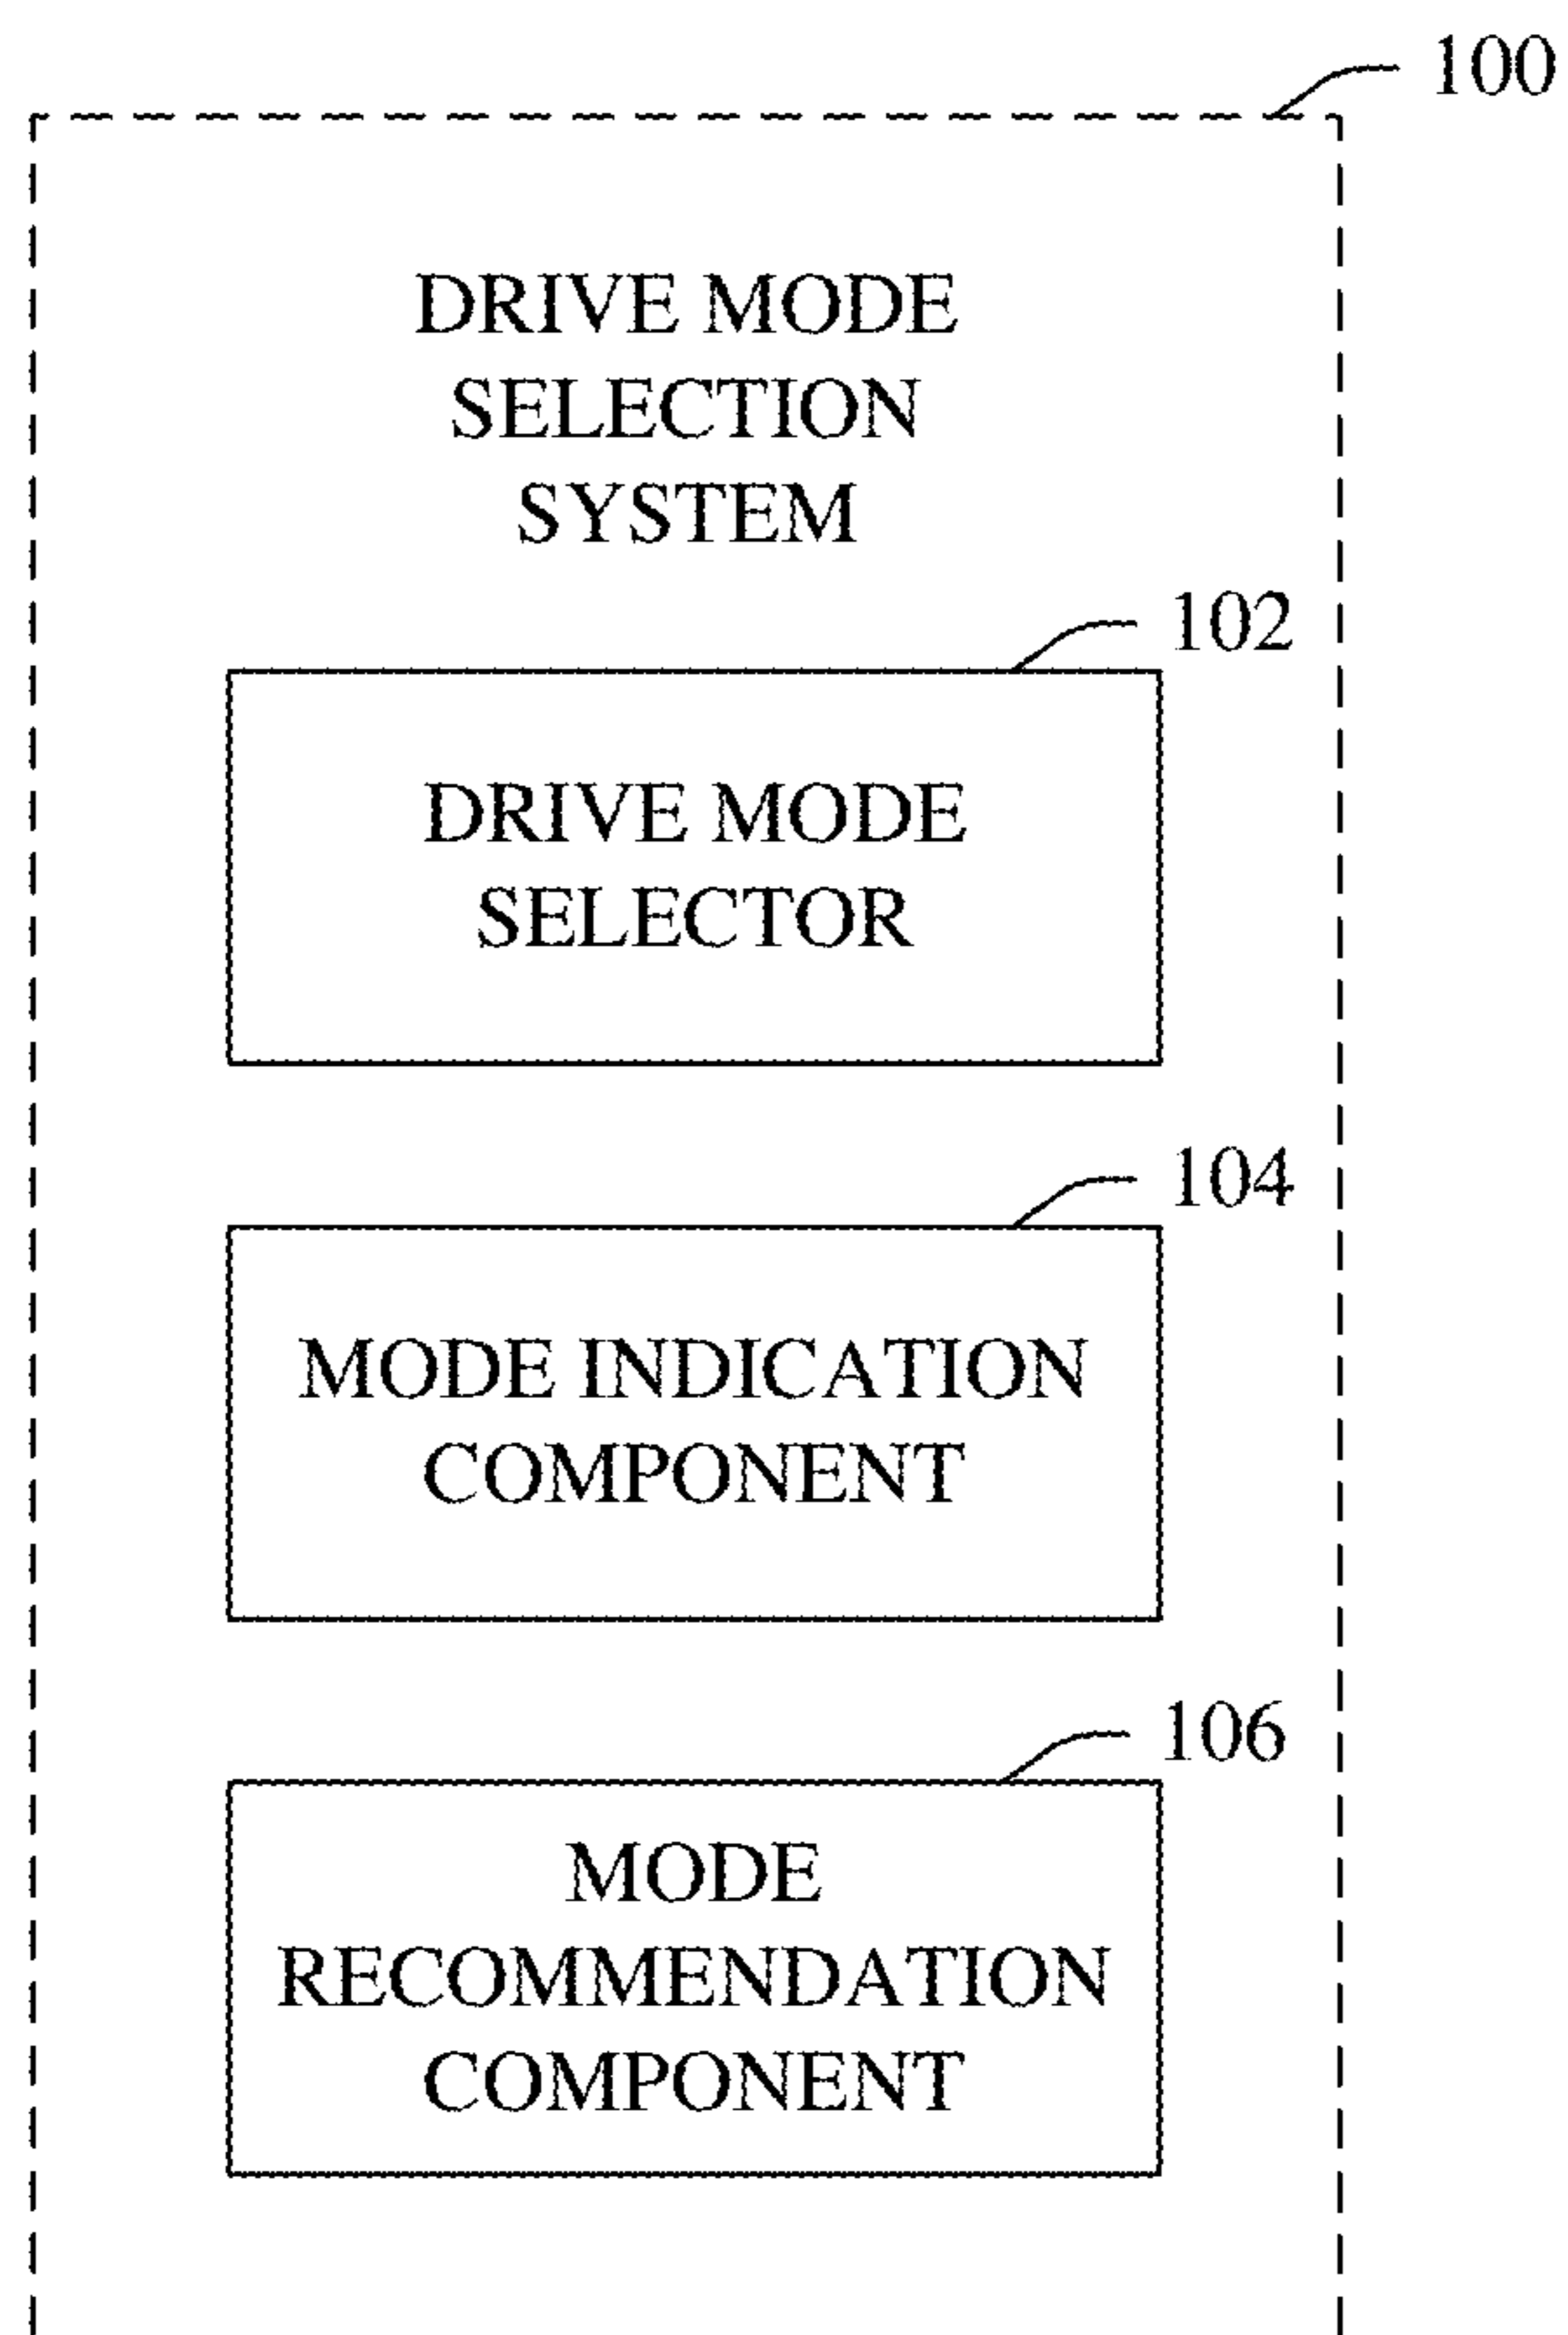 100
DRIVE MODE
SELECTION
SYSTEM
102
DRIVE MODE
SELECTOR
104
MODE INDICATION
COMPONENT
106
MODE
RECOMMENDATION
COMPONENT